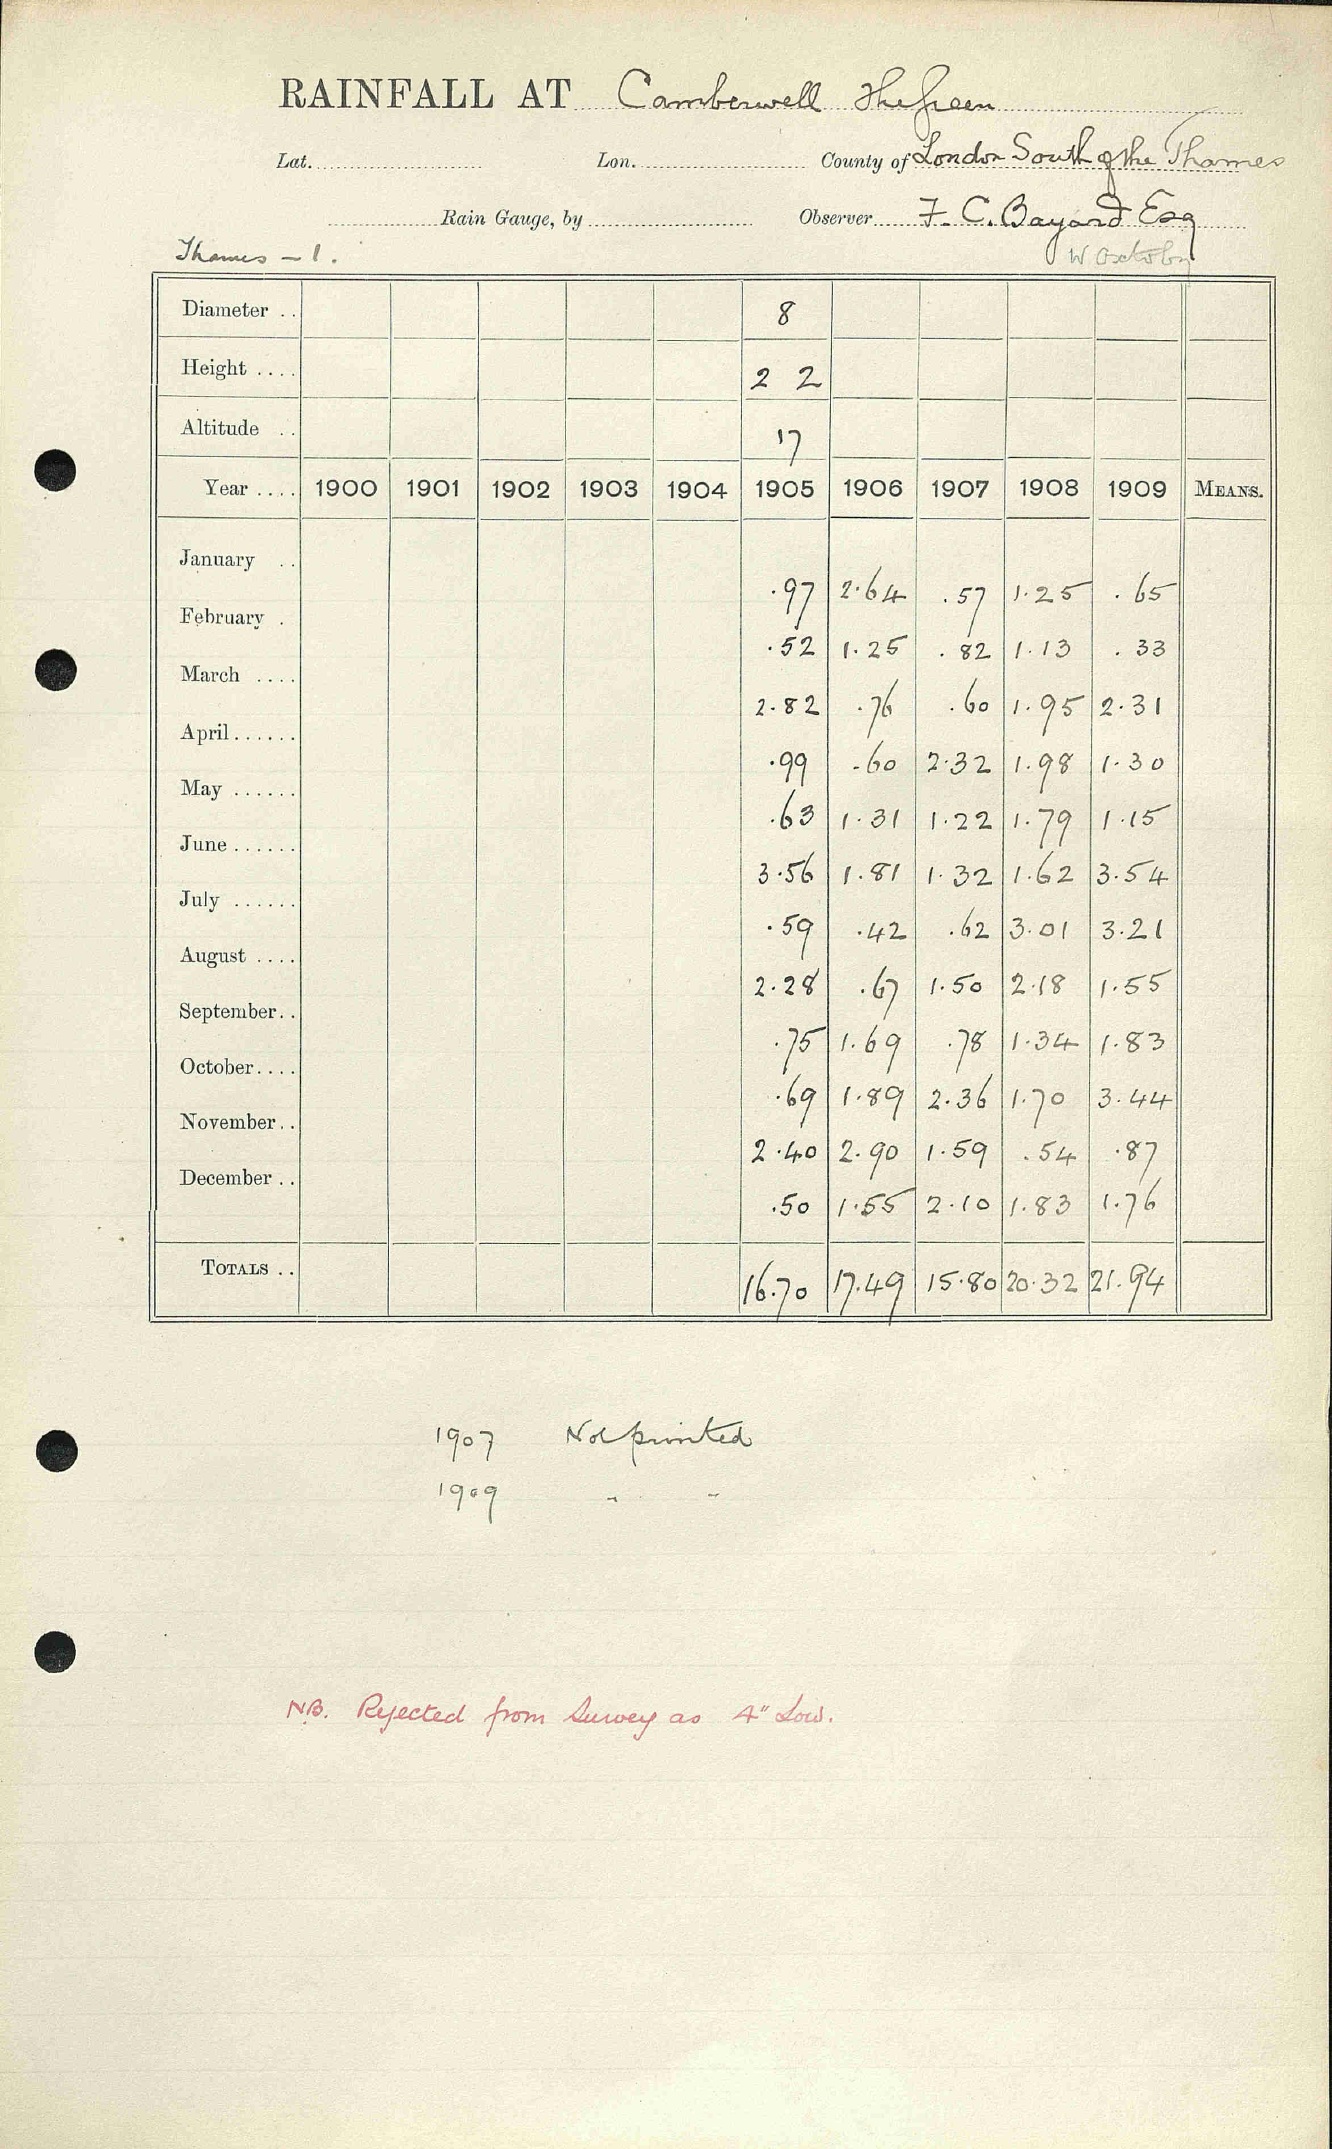 RAINFALL AT Camberwell The Green
Lat. Lon. County of London South of the Thames
Rain Gauge, by Observer F. C. Bayard Esq
Thames - 1. W Oxtoby
Diameter .. 8
Height .... 2 2
Altitude .. 17
Year .... 1900 1901 1902 1903 1904 1905 1906 1907 1908 1909 MEANS.
January .. .97 2.64 .57 1.25 .65
February . .52 1.25 .82 1.13 .33
March .... 2.82 .76 .60 1.95 2.31
April...... .99 .60 2.32 1.98 1.30
May ...... .63 1.31 1.22 1.79 1.15
June ...... 3.56 1.81 1.32 1.62 3.54
July ...... .59 .42 .62 3.01 3.21
August .... 2.28 .67 1.50 2.18 1.55
September.. .75 1.69 .78 1.34 1.83
October.... .69 1.89 2.36 1.70 3.44
November.. 2.40 2.90 1.59 .54 .87
December .. .50 1.55 2.10 1.83 1.76
TOTALS .. 16.70 17.49 15.80 20.32 21.94
1907 Not printed
1909 " "
NB. Rejected from Survey as 4" Low.